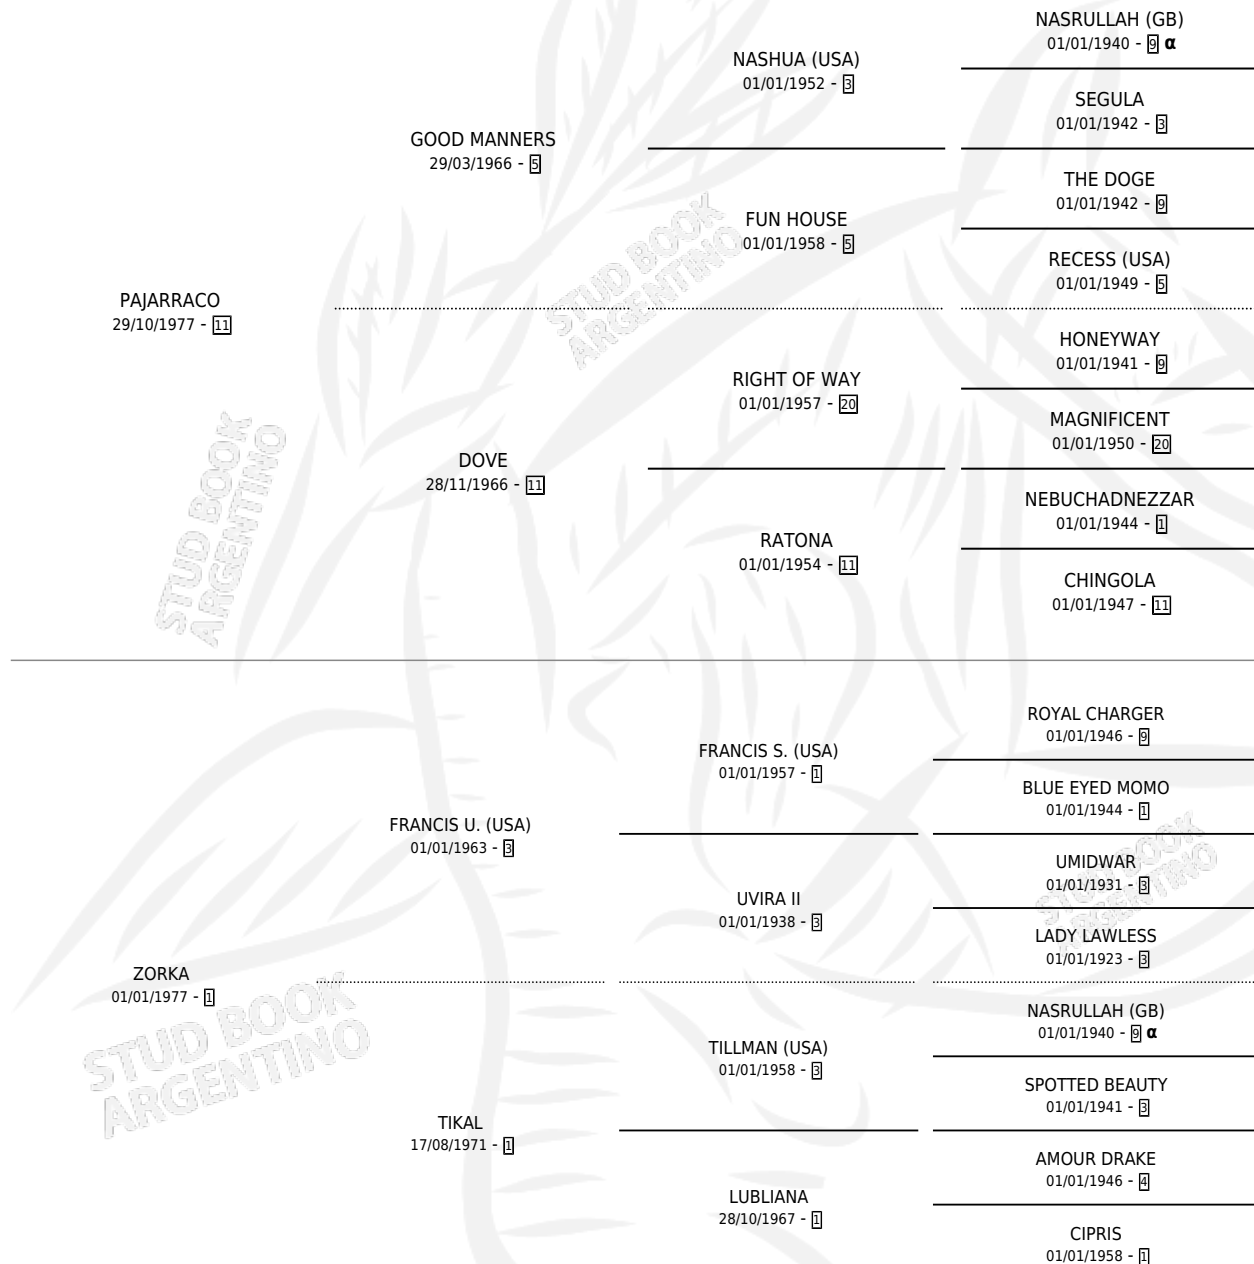 NASRULLAH (GB)
01/01/1940 - 9 α
NASHUA (USA)
01/01/1952 - 3
SEGULA
01/01/1942 - 3
GOOD MANNERS
29/03/1966 - 5
THE DOGE
01/01/1942 - 9
FUN HOUSE
01/01/1958 - 5
RECESS (USA)
01/01/1949 - 5
PAJARRACO
29/10/1977 - 11
HONEYWAY
01/01/1941 - 9
RIGHT OF WAY
01/01/1957 - 20
MAGNIFICENT
01/01/1950 - 20
DOVE
28/11/1966 - 11
NEBUCHADNEZZAR
01/01/1944 - 1
RATONA
01/01/1954 - 11
CHINGOLA
01/01/1947 - 11
ROYAL CHARGER
01/01/1946 - 9
FRANCIS S. (USA)
01/01/1957 - 1
BLUE EYED MOMO
01/01/1944 - 1
FRANCIS U. (USA)
01/01/1963 - 3
UMIDWAR
01/01/1931 - 3
UVIRA II
01/01/1938 - 3
LADY LAWLESS
01/01/1923 - 3
ZORKA
01/01/1977 - 1
NASRULLAH (GB)
01/01/1940 - 9 α
TILLMAN (USA)
01/01/1958 - 3
SPOTTED BEAUTY
01/01/1941 - 3
TIKAL
17/08/1971 - 1
AMOUR DRAKE
01/01/1946 - 4
LUBLIANA
28/10/1967 - 1
CIPRIS
01/01/1958 - 1
STUD BOOK
ARGENTINO
STUD BOOK
ARGENTINO
STUD BOOK
ARGENTINO
STUD BOOK
ARGENTINO